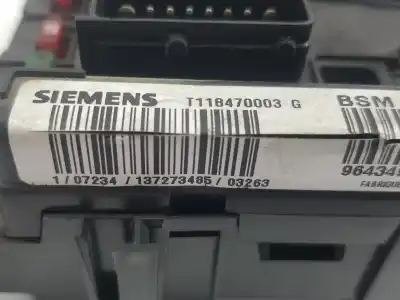 SIEMENS T118470003 G BSM
1/07234/137273485/03263